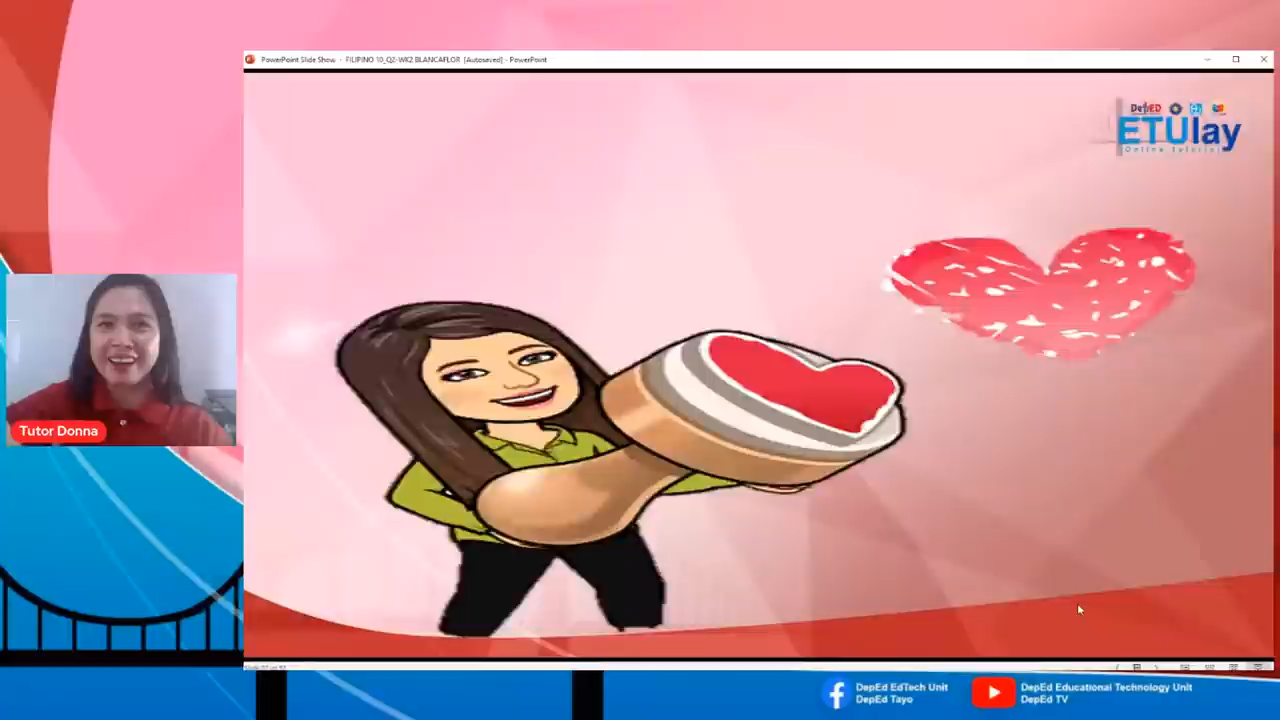 PowerPoint Slide Show - FILIPINO 10_Q2-WK2 BLANCAFLOR [Autosaved] - PowerPoint
DepED
ETUlay
Online Tutorial
Tutor Donna
DepEd EdTech Unit
DepEd Tayo
DepEd Educational Technology Unit
DepEd TV